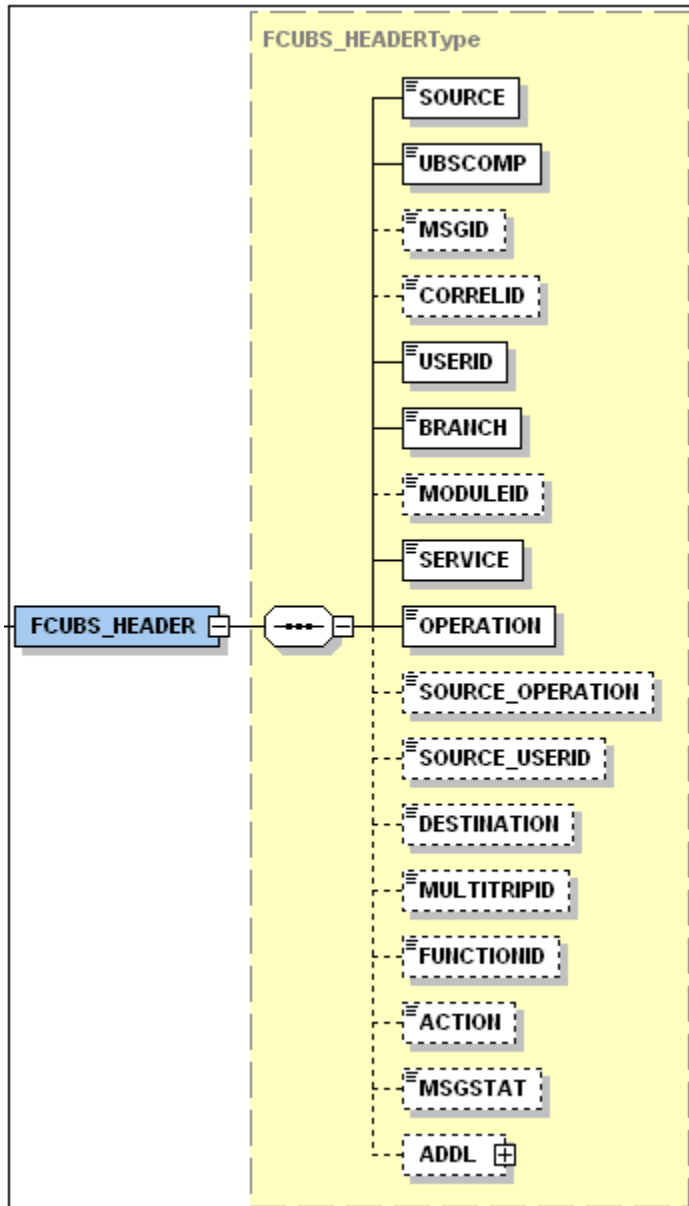 FCUBS_HEADERType
SOURCE
UBSCOMP
MSGID
CORRELID
USERID
BRANCH
MODULEID
SERVICE
FCUBS_HEADER
OPERATION
SOURCE_OPERATION
SOURCE_USERID
DESTINATION
MULTITRIPID
FUNCTIONID
ACTION
MSGSTAT
ADDL